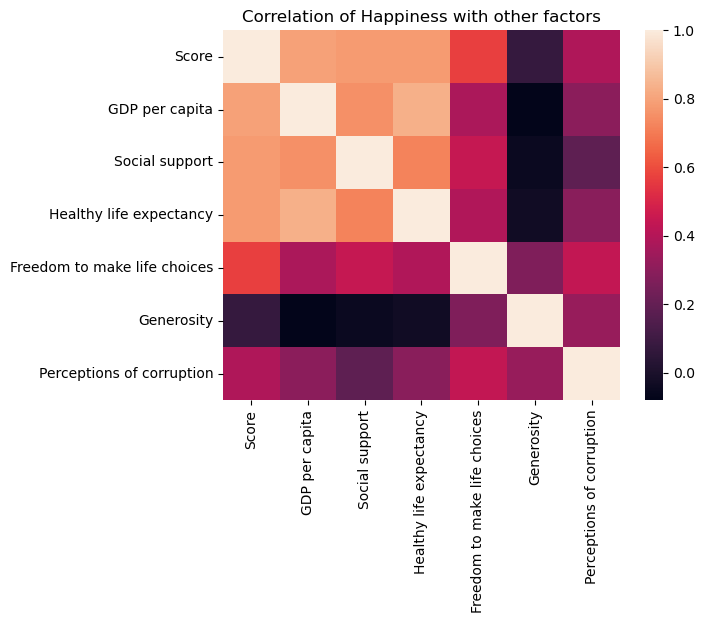 Correlation of Happiness with other factors
Score
GDP per capita
Social support
Healthy life expectancy
Freedom to make life choices
Generosity
Perceptions of corruption
Score
GDP per capita
Social support
Healthy life expectancy
Freedom to make life choices
Generosity
Perceptions of corruption
1.0
0.8
0.6
0.4
0.2
0.0